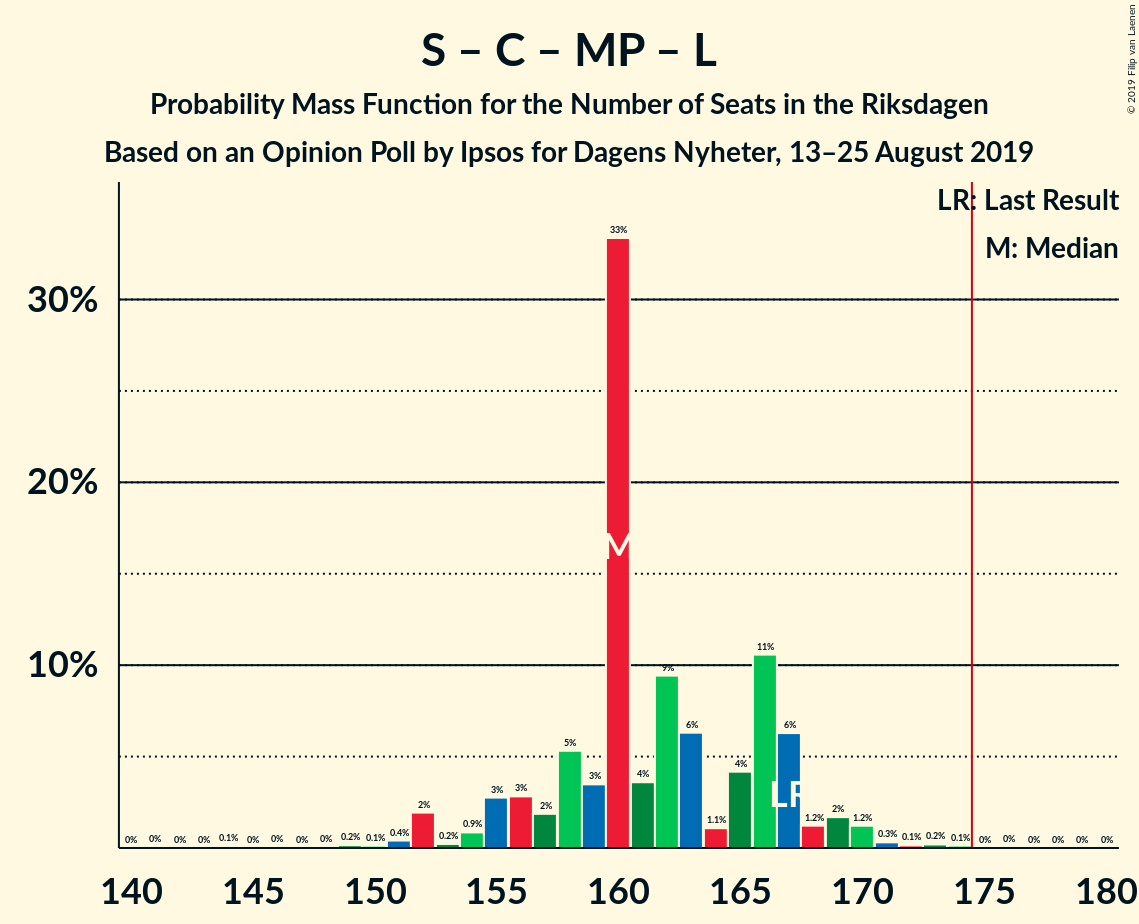 © 2019 Filip van Laenen
S – C – MP – L
Probability Mass Function for the Number of Seats in the Riksdagen
Based on an Opinion Poll by Ipsos for Dagens Nyheter, 13–25 August 2019
LR: Last Result
M: Median
30%
20%
10%
0% 0% 0% 0% 0.1% 0% 0% 0% 0% 0.2% 0.1% 0.4% 2% 0.2% 0.9% 3% 3% 2% 5% 3% 33% 4% 9% 6% 1.1% 4% 11% 6% 1.2% 2% 1.2% 0.3% 0.1% 0.2% 0.1% 0% 0% 0% 0% 0% 0%
M
LR
140 145 150 155 160 165 170 175 180